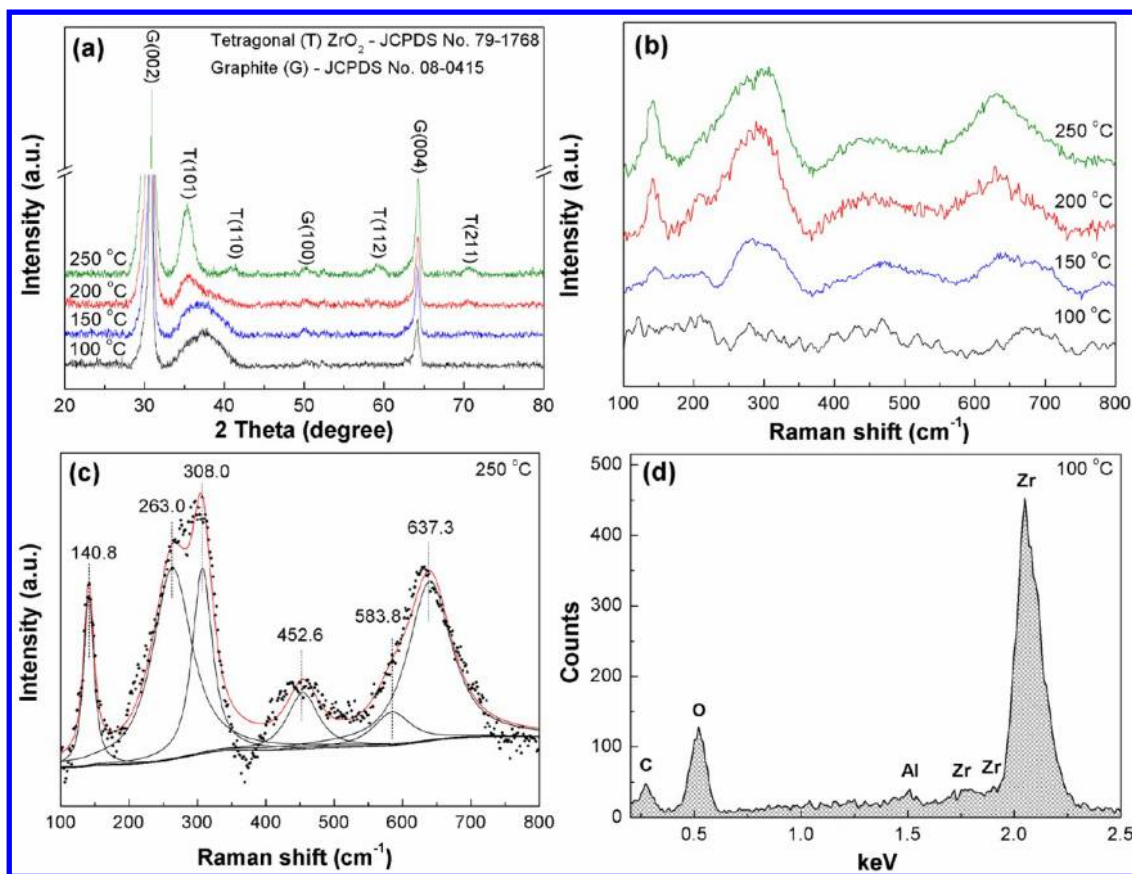 (a)
Tetragonal (T) ZrO₂ - JCPDS No. 79-1768
Graphite (G) - JCPDS No. 08-0415
G(002)
T(101)
T(110)
G(100)
T(112)
G(004)
T(211)
250 °C
200 °C
150 °C
100 °C
Intensity (a.u.)
20 30 40 50 60 70 80
2 Theta (degree)
(b)
250 °C
200 °C
150 °C
100 °C
Intensity (a.u.)
100 200 300 400 500 600 700 800
Raman shift (cm⁻¹)
(c)
250 °C
140.8
263.0
308.0
452.6
583.8
637.3
Intensity (a.u.)
100 200 300 400 500 600 700 800
Raman shift (cm⁻¹)
(d)
100 °C
500
400
300
200
100
0
Counts
C
O
Al
Zr
Zr
Zr
0.5 1.0 1.5 2.0 2.5
keV